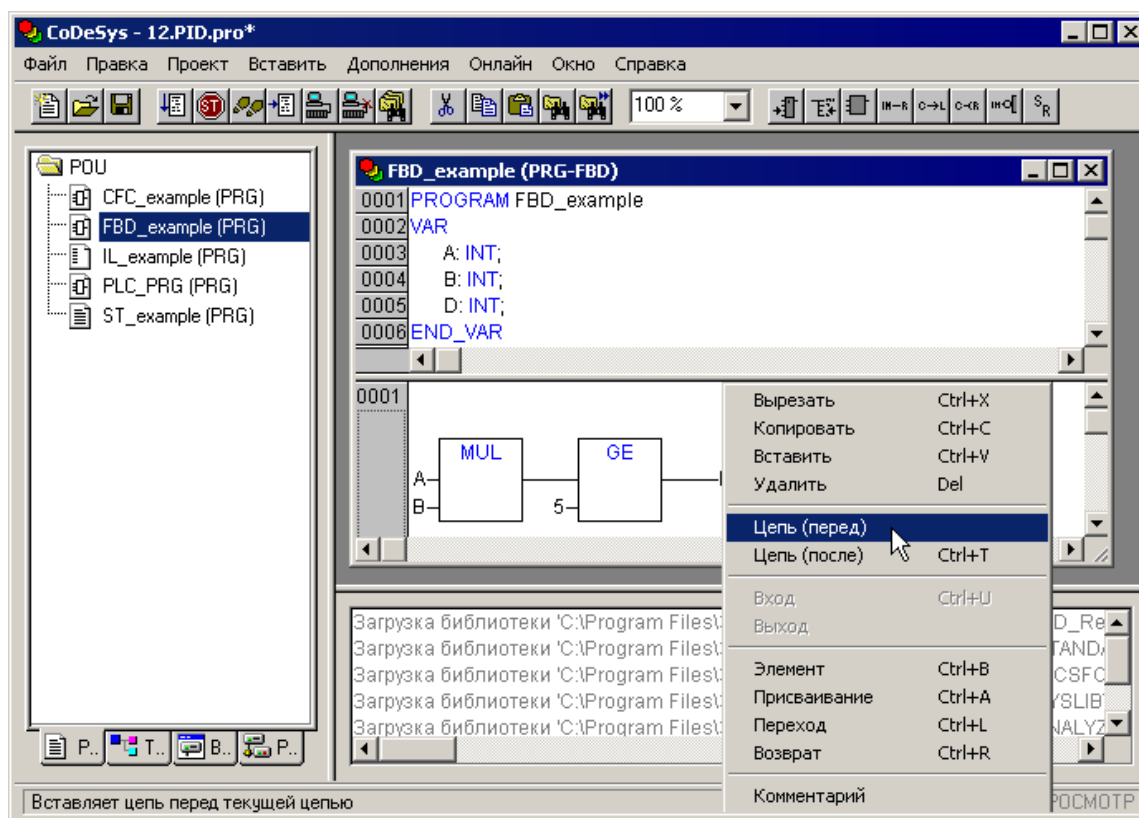 CoDeSys - 12.PID.pro*
Файл Правка Проект Вставить Дополнения Онлайн Окно Справка
100 %
POU
CFC_example (PRG)
FBD_example (PRG)
IL_example (PRG)
PLC_PRG (PRG)
ST_example (PRG)
P.. T.. B.. P..
FBD_example (PRG-FBD)
0001 PROGRAM FBD_example
0002 VAR
0003 A: INT;
0004 B: INT;
0005 D: INT;
0006 END_VAR
0001
MUL GE
A
B 5
Вырезать Ctrl+X
Копировать Ctrl+C
Вставить Ctrl+V
Удалить Del
Цепь (перед)
Цепь (после) Ctrl+T
Вход Ctrl+U
Выход
Элемент Ctrl+B
Присваивание Ctrl+A
Переход Ctrl+L
Возврат Ctrl+R
Комментарий
Загрузка библиотеки 'C:\Program Files\
Загрузка библиотеки 'C:\Program Files\
Загрузка библиотеки 'C:\Program Files\
Загрузка библиотеки 'C:\Program Files\
Загрузка библиотеки 'C:\Program Files\
Вставляет цепь перед текущей цепью